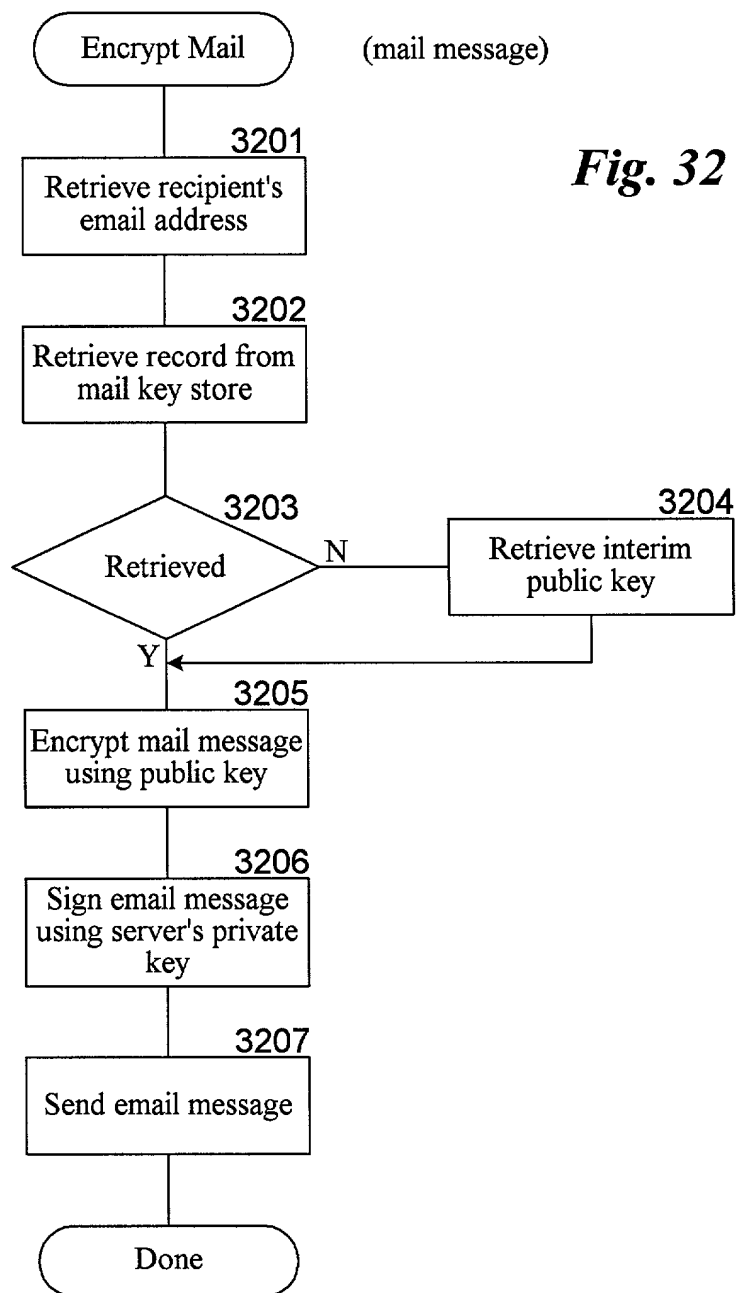 Encrypt Mail
(mail message)
Fig. 32
3201
Retrieve recipient's
email address
3202
Retrieve record from
mail key store
3203
Retrieved
N
3204
Retrieve interim
public key
Y
3205
Encrypt mail message
using public key
3206
Sign email message
using server's private
key
3207
Send email message
Done